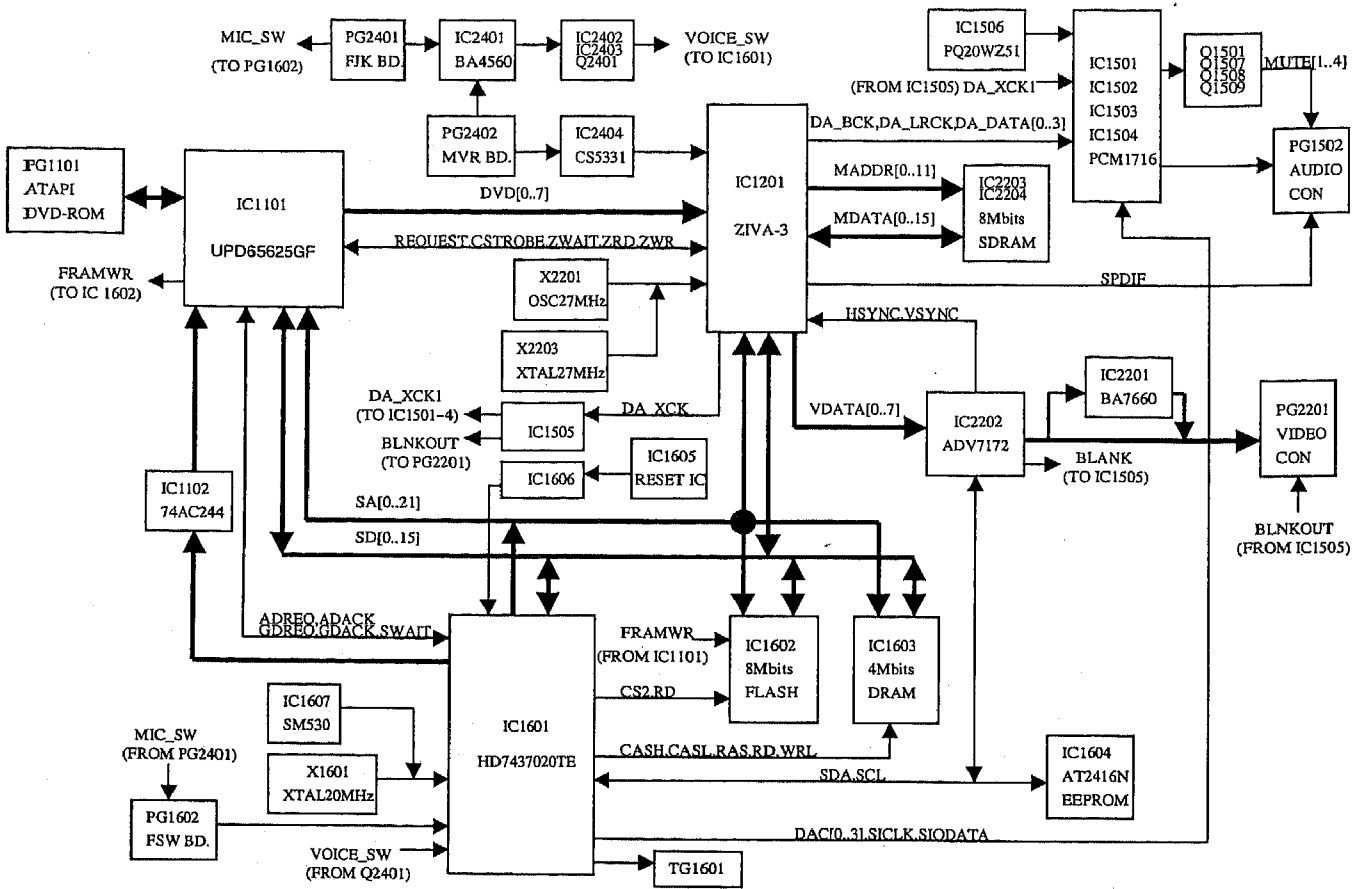 MIC_SW
(TO PG1602)
PG2401
FJK BD.
IC2401
BA4560
IC2402
IC2403
Q2401
VOICE_SW
(TO IC1601)
IC1506
PQ20WZ51
(FROM IC1505) DA_XCK1
IC1501
IC1502
IC1503
IC1504
PCM1716
Q1501
Q1507
Q1508
Q1509
MUTE[1..4]
PG2402
MVR BD.
IC2404
CS5331
DA_BCK,DA_LRCK,DA_DATA[0..3]
PG1502
AUDIO
CON
PG1101
ATAPI
DVD-ROM
IC1101
UPD65625GF
DVD[0..7]
IC1201
ZIVA-3
MADDR[0..11]
MDATA[0..15]
IC2203
IC2204
8Mbits
SDRAM
REQUEST,CSTROBE,ZWAIT,ZRD,ZWR
FRAMWR
(TO IC 1602)
X2201
OSC27MHz
SPDIF
HSYNC,VSYNC
X2203
XTAL27MHz
DA_XCK1
(TO IC1501-4)
BLNKOUT
(TO PG2201)
IC1505
DA_XCK
VDATA[0..7]
IC2202
ADV7172
IC2201
BA7660
PG2201
VIDEO
CON
BLANK
(TO IC1505)
IC1606
IC1605
RESET IC
IC1102
74AC244
SA[0..21]
SD[0..15]
BLNKOUT
(FROM IC1505)
ADREQ,ADACK
GDREQ,GDACK,SWAIT
FRAMWR
(FROM IC1101)
IC1602
8Mbits
FLASH
IC1603
4Mbits
DRAM
CS2,RD
IC1607
SM530
IC1601
HD7437020TE
MIC_SW
(FROM PG2401)
X1601
XTAL20MHz
CASH,CASL,RAS,RD,WRL
SDA,SCL
IC1604
AT2416N
EEPROM
PG1602
FSW BD.
DAC[0..3],SICLK,SIODATA
VOICE_SW
(FROM Q2401)
TG1601